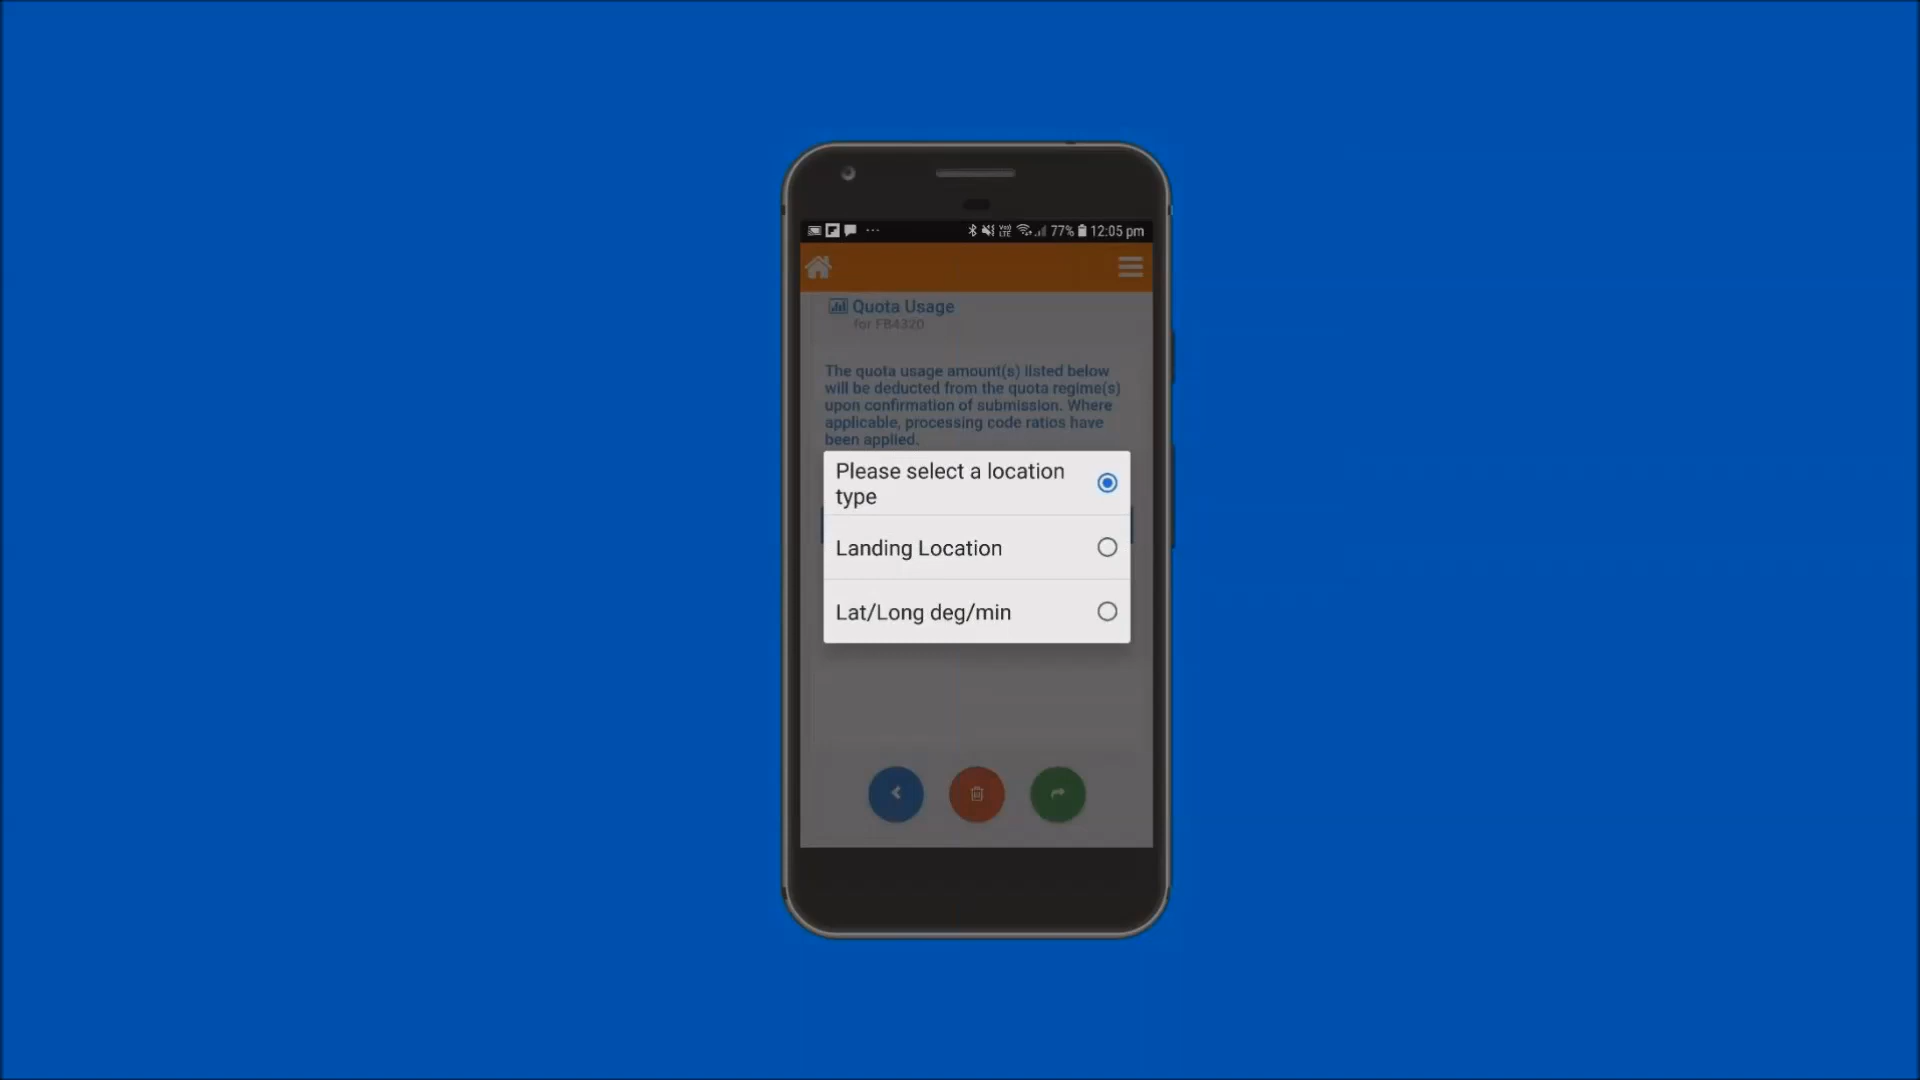 77% 12:05 pm
Quota Usage
for FB4320
The quota usage amount(s) listed below
will be deducted from the quota regime(s)
upon confirmation of submission. Where
applicable, processing code ratios have
been applied.
Please select a location
type
Landing Location
Lat/Long deg/min